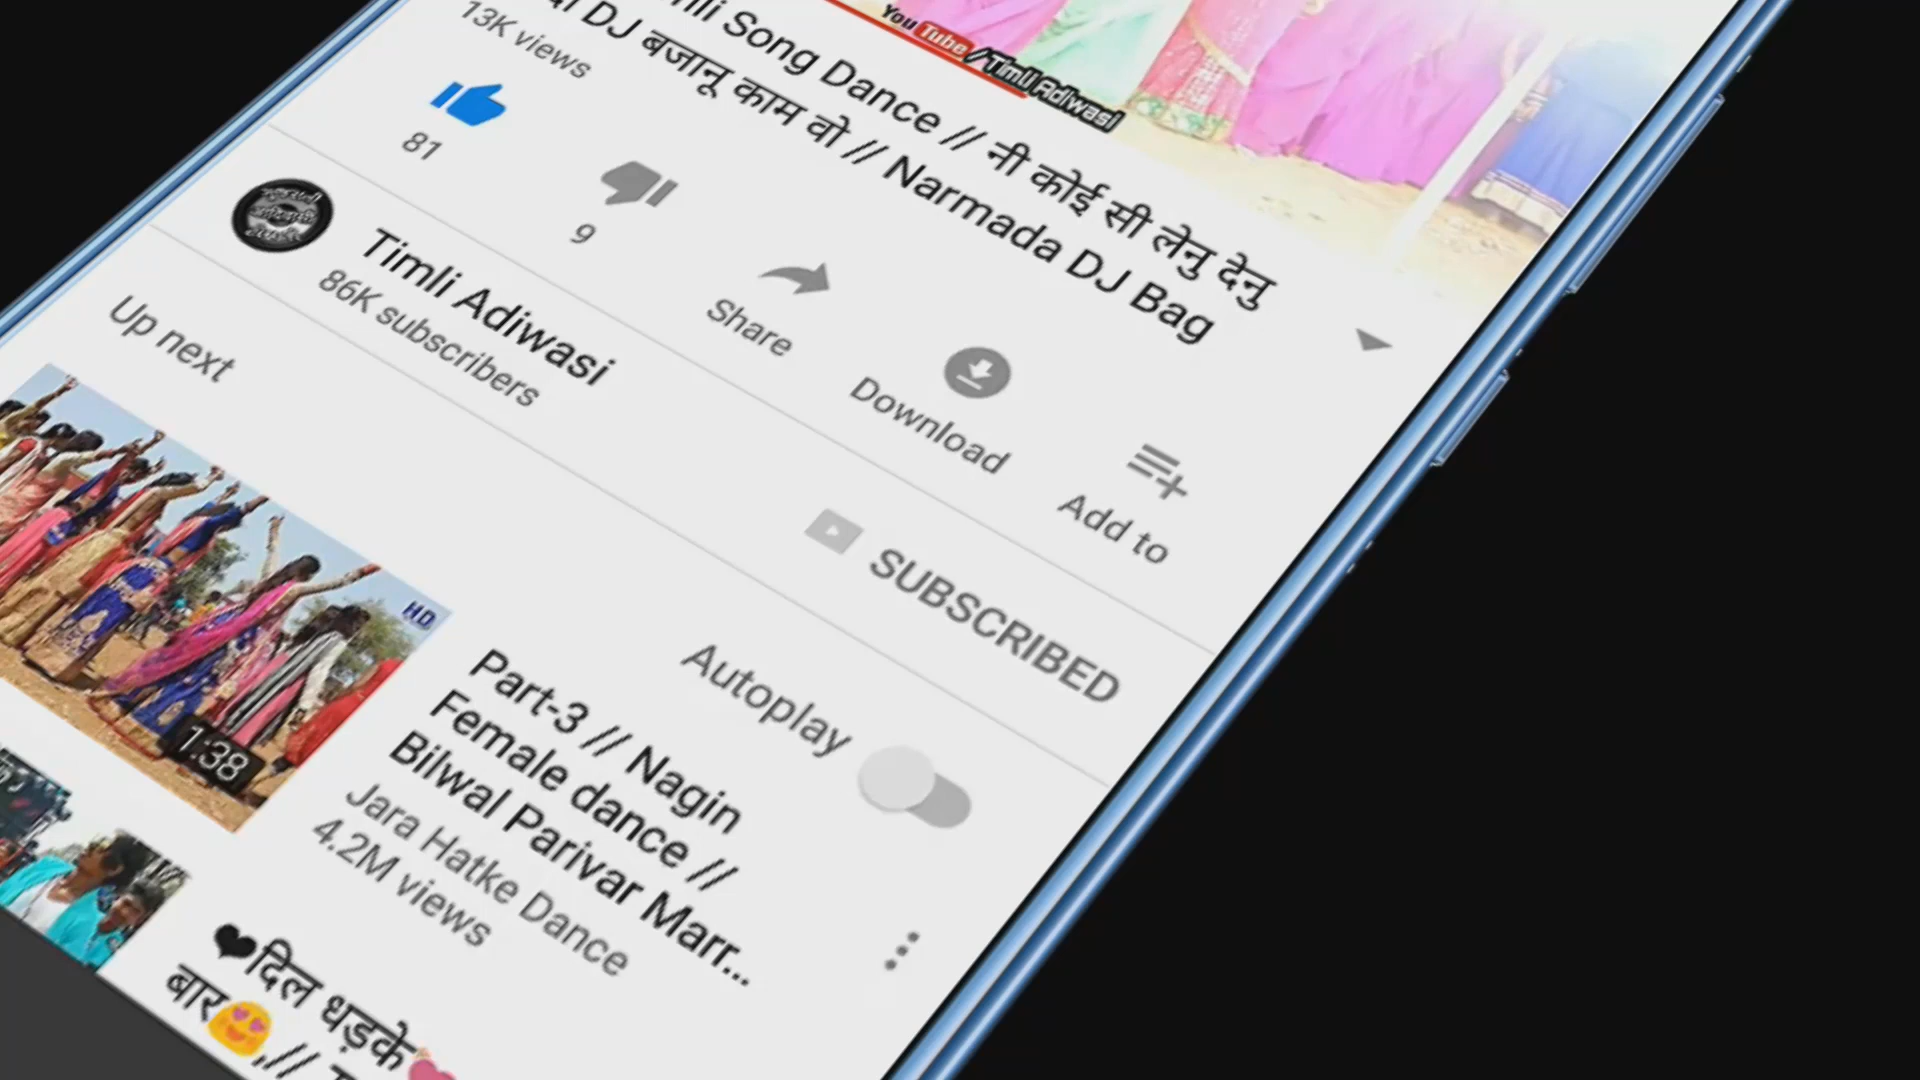 Song Dance // नी कोई सी लेनु देनु
DJ बजानू काम वो // Narmada DJ Bag
13K views
YouTube /Timli Adiwasi
81
9
Share
Download
Add to
Timli Adiwasi
86K subscribers
SUBSCRIBED
Up next
Autoplay
HD
1:38
Part-3 // Nagin
Female dance //
Bilwal Parivar Marr...
Jara Hatke Dance
4.2M views
❤दिल धड़के💓
बार😍,//